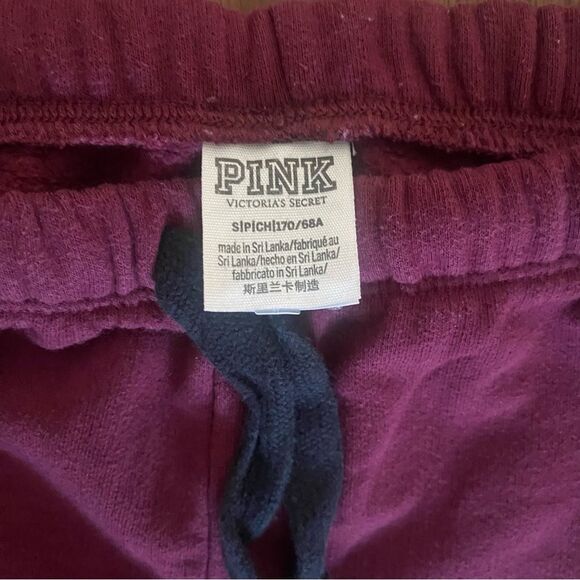 PINK
VICTORIA'S SECRET
S|P|CH|170/68A
made in Sri Lanka/fabriqué au
Sri Lanka/hecho en Sri Lanka/
fabbricato in Sri Lanka/
斯里兰卡制造